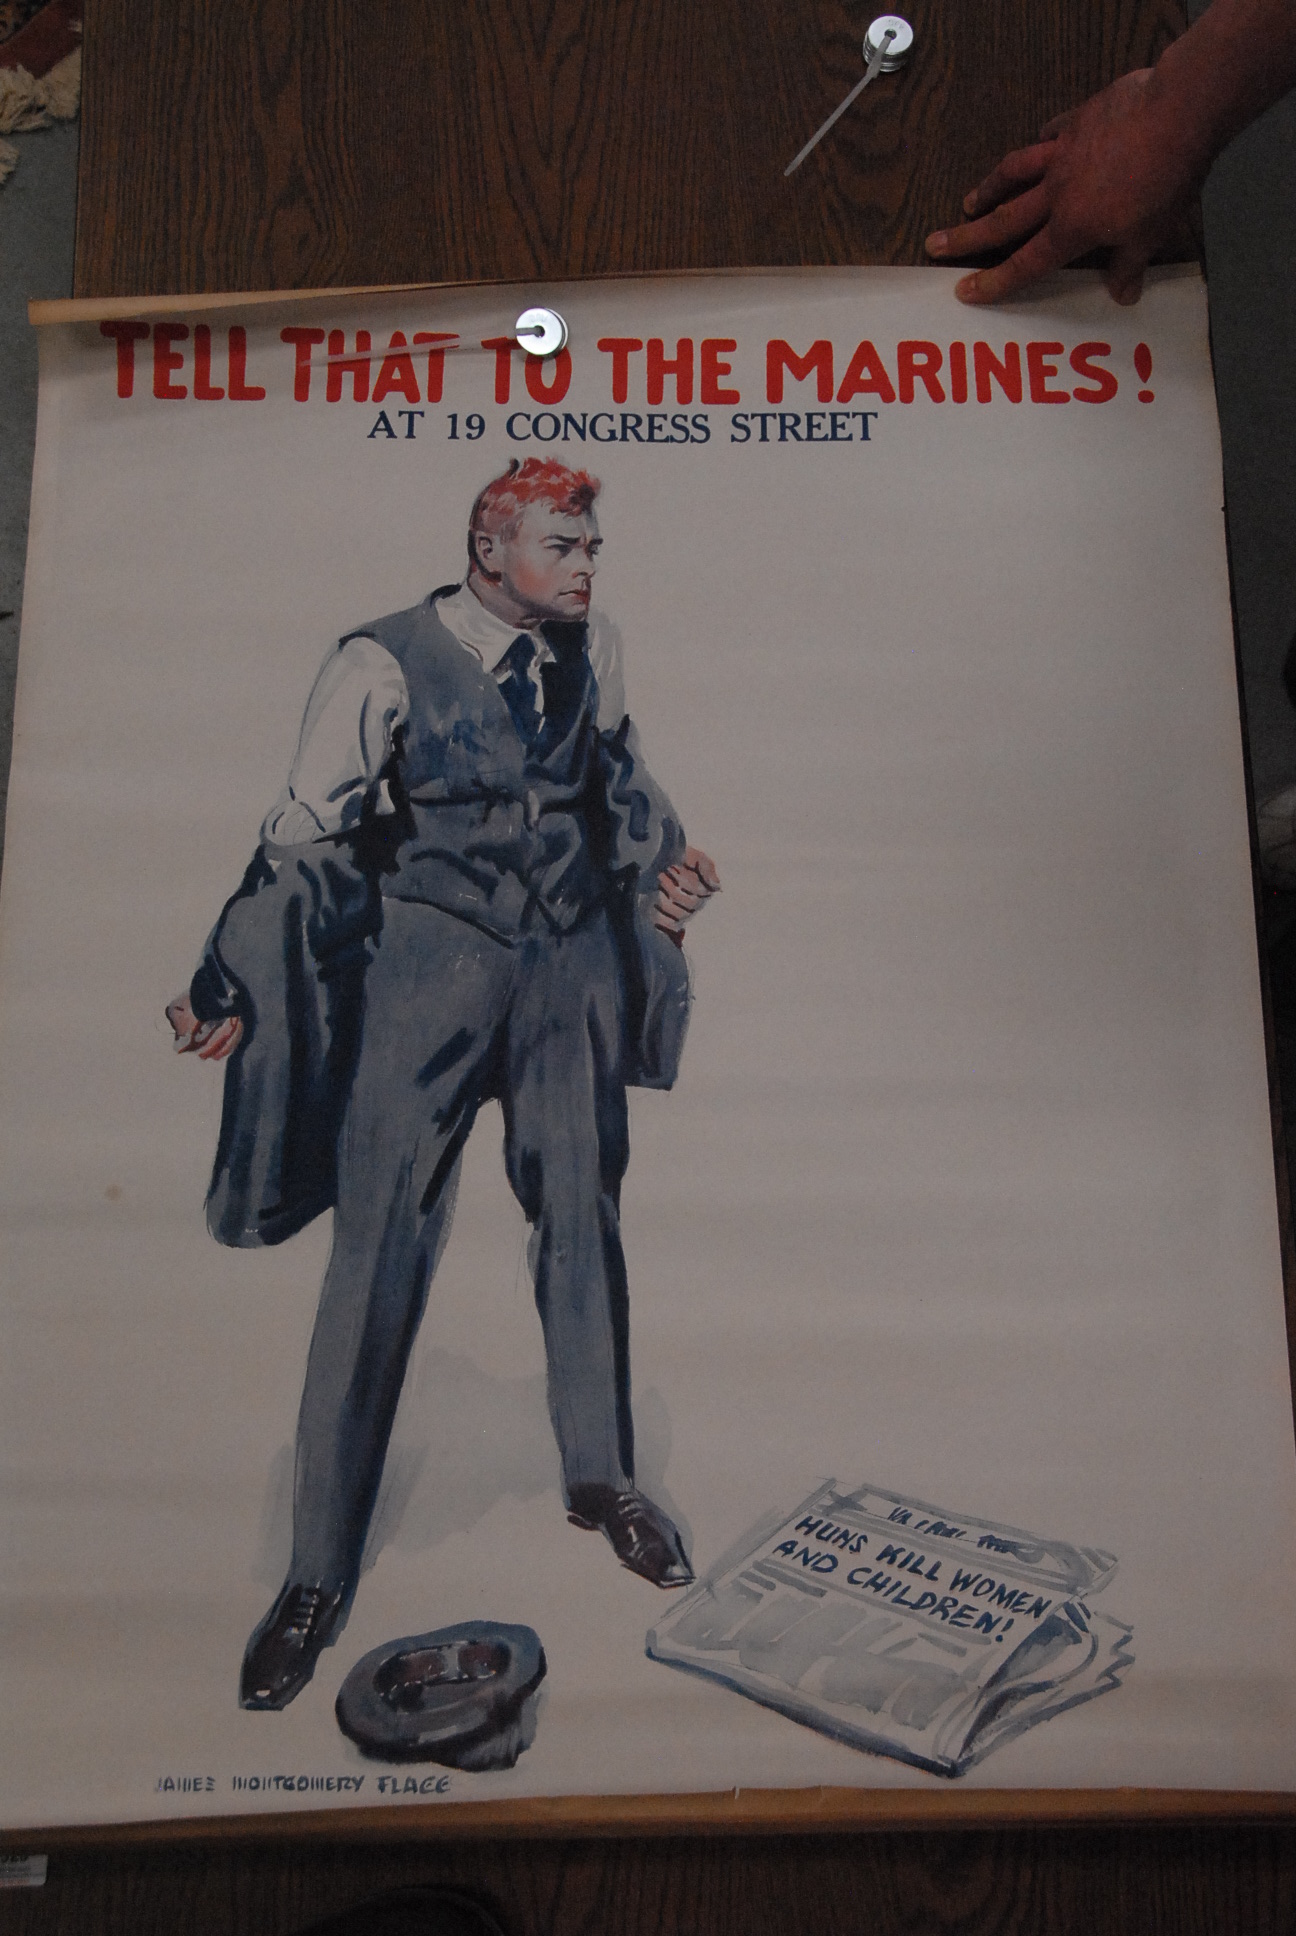 TELL THAT TO THE MARINES!
AT 19 CONGRESS STREET
HUNS KILL WOMEN
AND CHILDREN!
JAMES MONTGOMERY FLAGG